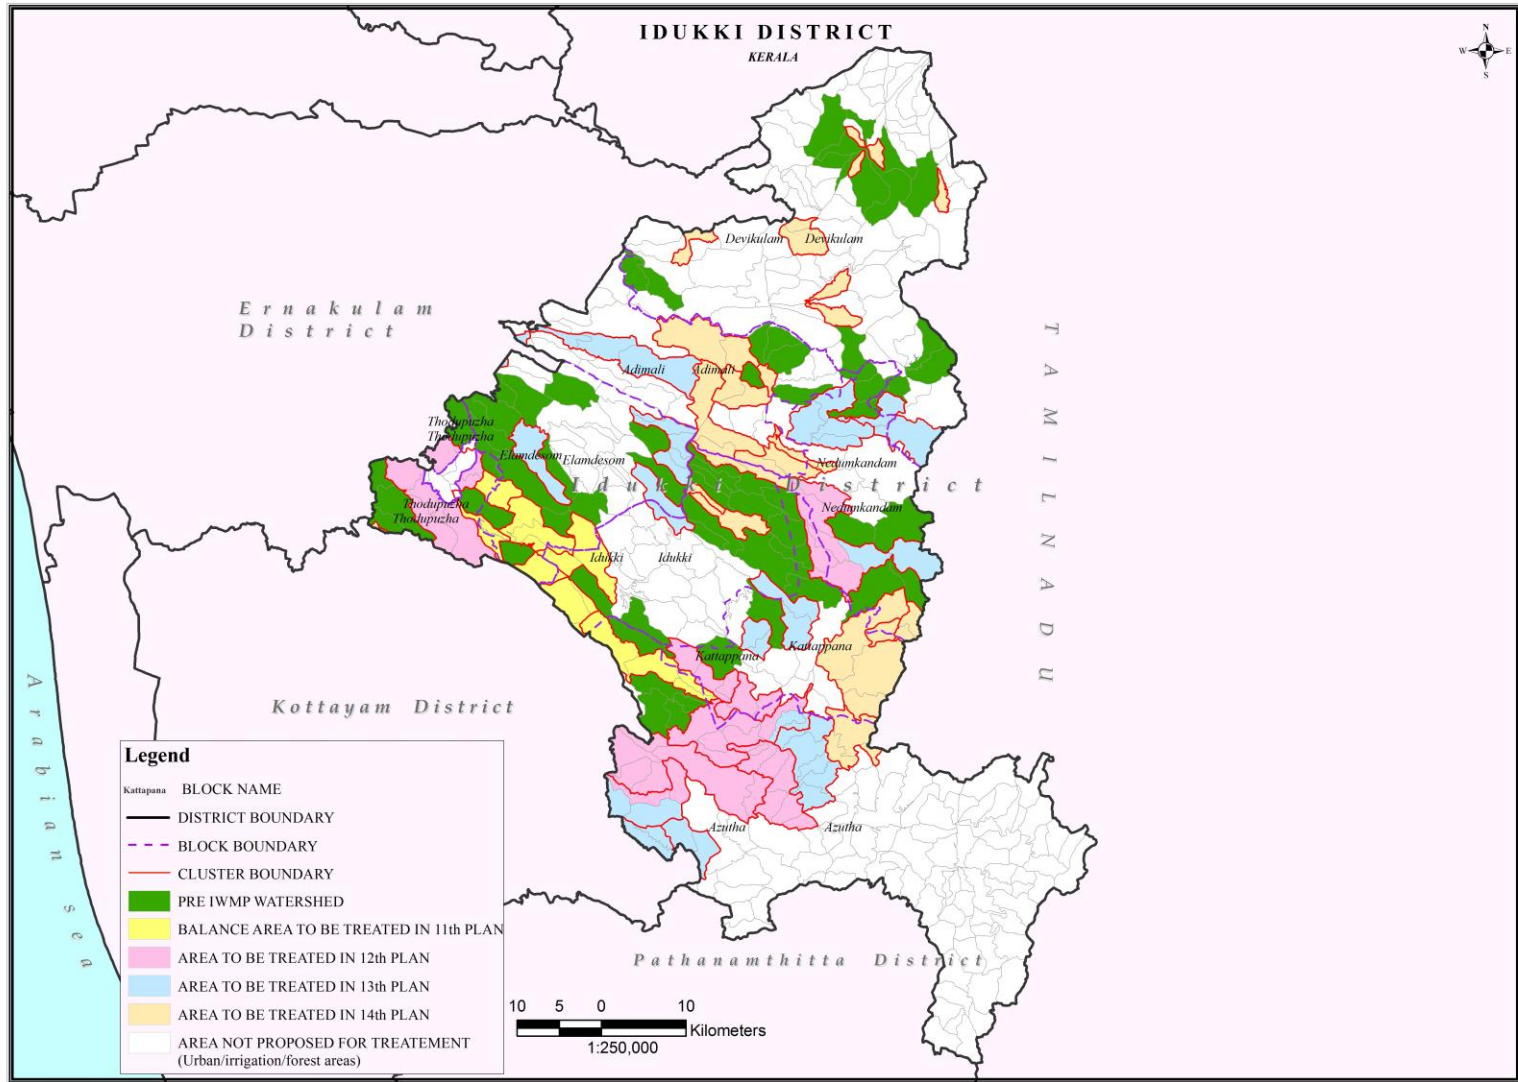 IDUKKI DISTRICT
KERALA
N
W E
S
Devikulam Devikulam
Ernakulam
District
TAMILNADU
Adimali Adimali
Thodupuzha
Thodupuzha
Elamdesom Elamdesom
Nedumkandam
Idukki District
Thodupuzha
Thodupuzha
Nedumkandam
Idukki Idukki
Kattappana Kattappana
Arabian sea
Kottayam District
Azutha Azutha
Pathanamthitta District
Legend
Kattapana BLOCK NAME
DISTRICT BOUNDARY
BLOCK BOUNDARY
CLUSTER BOUNDARY
PRE IWMP WATERSHED
BALANCE AREA TO BE TREATED IN 11th PLAN
AREA TO BE TREATED IN 12th PLAN
AREA TO BE TREATED IN 13th PLAN
AREA TO BE TREATED IN 14th PLAN
AREA NOT PROPOSED FOR TREATEMENT
(Urban/irrigation/forest areas)
10 5 0 10
Kilometers
1:250,000